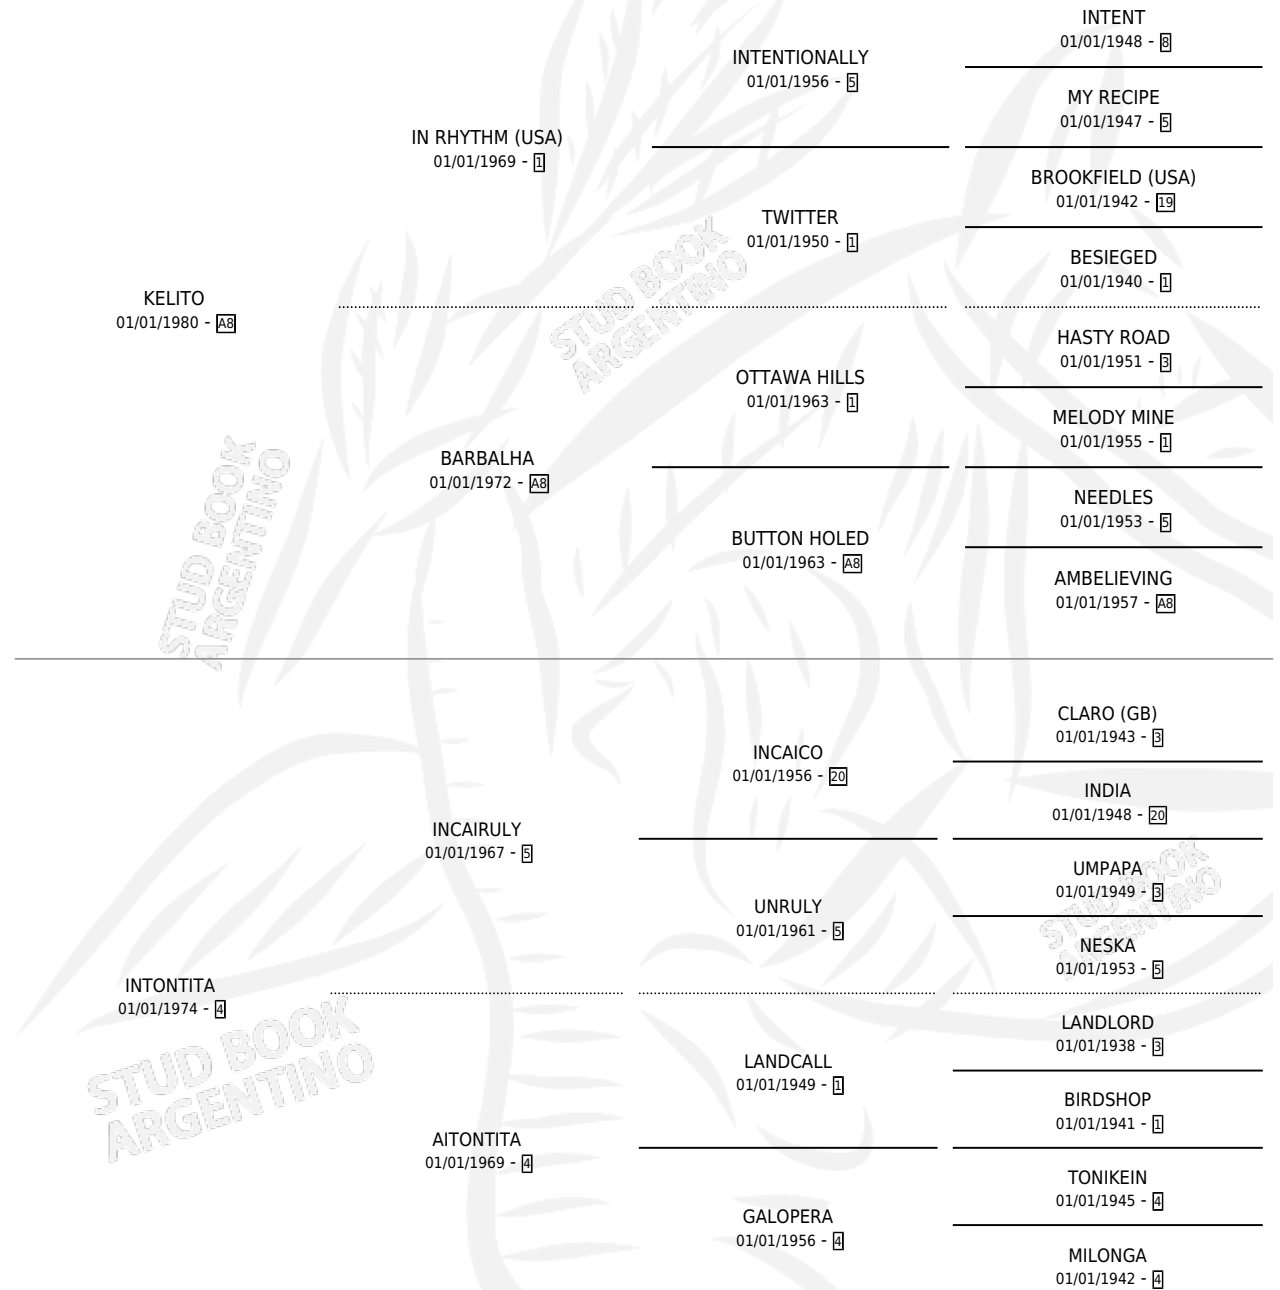 INTENT
01/01/1948 - 8
INTENTIONALLY
01/01/1956 - 5
MY RECIPE
01/01/1947 - 5
IN RHYTHM (USA)
01/01/1969 - 1
BROOKFIELD (USA)
01/01/1942 - 19
TWITTER
01/01/1950 - 1
BESIEGED
01/01/1940 - 1
KELITO
01/01/1980 - A8
HASTY ROAD
01/01/1951 - 3
OTTAWA HILLS
01/01/1963 - 1
MELODY MINE
01/01/1955 - 1
BARBALHA
01/01/1972 - A8
NEEDLES
01/01/1953 - 5
BUTTON HOLED
01/01/1963 - A8
AMBELIEVING
01/01/1957 - A8
STUD BOOK
ARGENTINO
STUD BOOK
ARGENTINO
CLARO (GB)
01/01/1943 - 3
INCAICO
01/01/1956 - 20
INDIA
01/01/1948 - 20
INCAIRULY
01/01/1967 - 5
UMPAPA
01/01/1949 - 3
UNRULY
01/01/1961 - 5
NESKA
01/01/1953 - 5
INTONTITA
01/01/1974 - 4
LANDLORD
01/01/1938 - 3
LANDCALL
01/01/1949 - 1
BIRDSHOP
01/01/1941 - 1
AITONTITA
01/01/1969 - 4
TONIKEIN
01/01/1945 - 4
GALOPERA
01/01/1956 - 4
MILONGA
01/01/1942 - 4
STUD BOOK
ARGENTINO
STUD BOOK
ARGENTINO